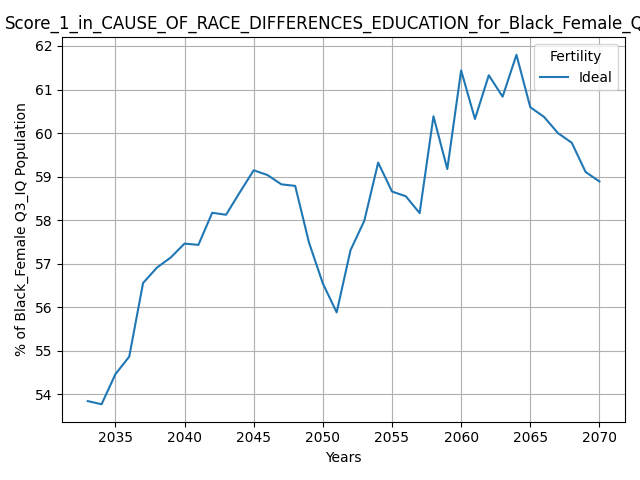 Score_1_in_CAUSE_OF_RACE_DIFFERENCES_EDUCATION_for_Black_Female_Q
Fertility
Ideal
62
61
60
59
58
57
56
55
54
% of Black_Female Q3_IQ Population
2035 2040 2045 2050 2055 2060 2065 2070
Years